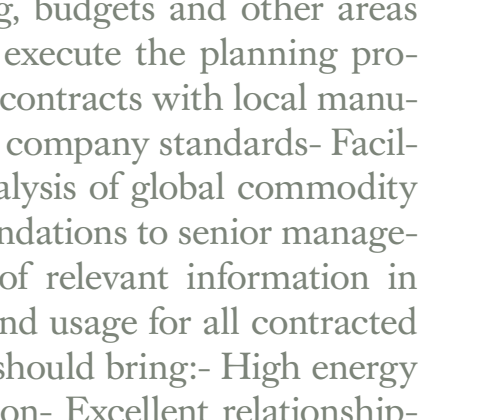 g, budgets and other areas
execute the planning pro-
contracts with local manu-
company standards- Facil-
alysis of global commodity
ndations to senior manage-
of relevant information in
nd usage for all contracted
should bring:- High energy
on- Excellent relationship-